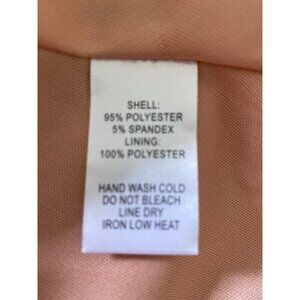 SHELL:
95% POLYESTER
5% SPANDEX
LINING:
100% POLYESTER
HAND WASH COLD
DO NOT BLEACH
LINE DRY
IRON LOW HEAT